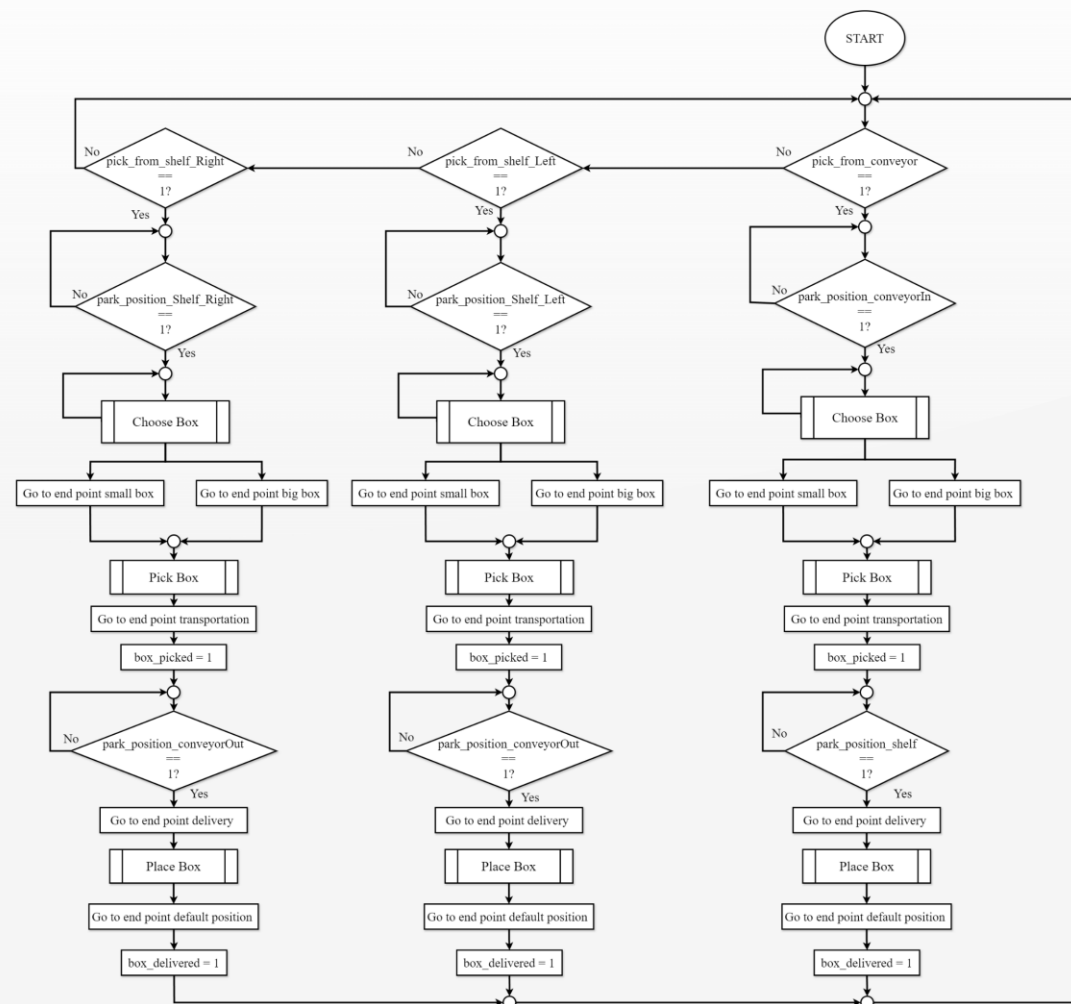 START
No
pick_from_shelf_Right
==
1?
Yes
No
pick_from_shelf_Left
==
1?
Yes
No
pick_from_conveyor
==
1?
Yes
No
park_position_Shelf_Right
==
1?
Yes
No
park_position_Shelf_Left
==
1?
Yes
No
park_position_conveyorIn
==
1?
Yes
Choose Box
Choose Box
Choose Box
Go to end point small box
Go to end point big box
Go to end point small box
Go to end point big box
Go to end point small box
Go to end point big box
Pick Box
Pick Box
Pick Box
Go to end point transportation
Go to end point transportation
Go to end point transportation
box_picked = 1
box_picked = 1
box_picked = 1
No
park_position_conveyorOut
==
1?
Yes
No
park_position_conveyorOut
==
1?
Yes
No
park_position_shelf
==
1?
Yes
Go to end point delivery
Go to end point delivery
Go to end point delivery
Place Box
Place Box
Place Box
Go to end point default position
Go to end point default position
Go to end point default position
box_delivered = 1
box_delivered = 1
box_delivered = 1